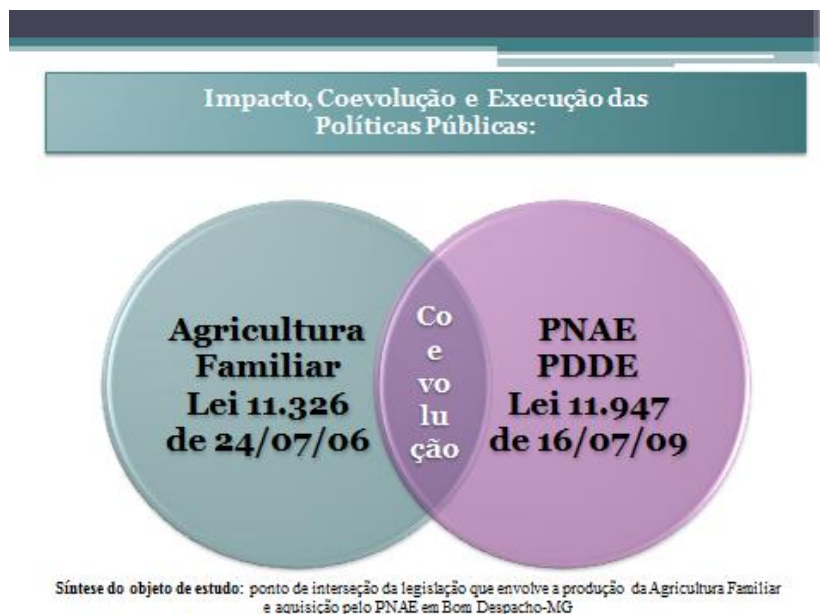 Impacto, Coevolução e Execução das
Políticas Públicas:
Agricultura
Familiar
Lei 11.326
de 24/07/06
Co
e
vo
lu
ção
PNAE
PDDE
Lei 11.947
de 16/07/09
Síntese do objeto de estudo: ponto de interseção da legislação que envolve a produção da Agricultura Familiar
e aquisição pelo PNAE em Bom Despacho-MG